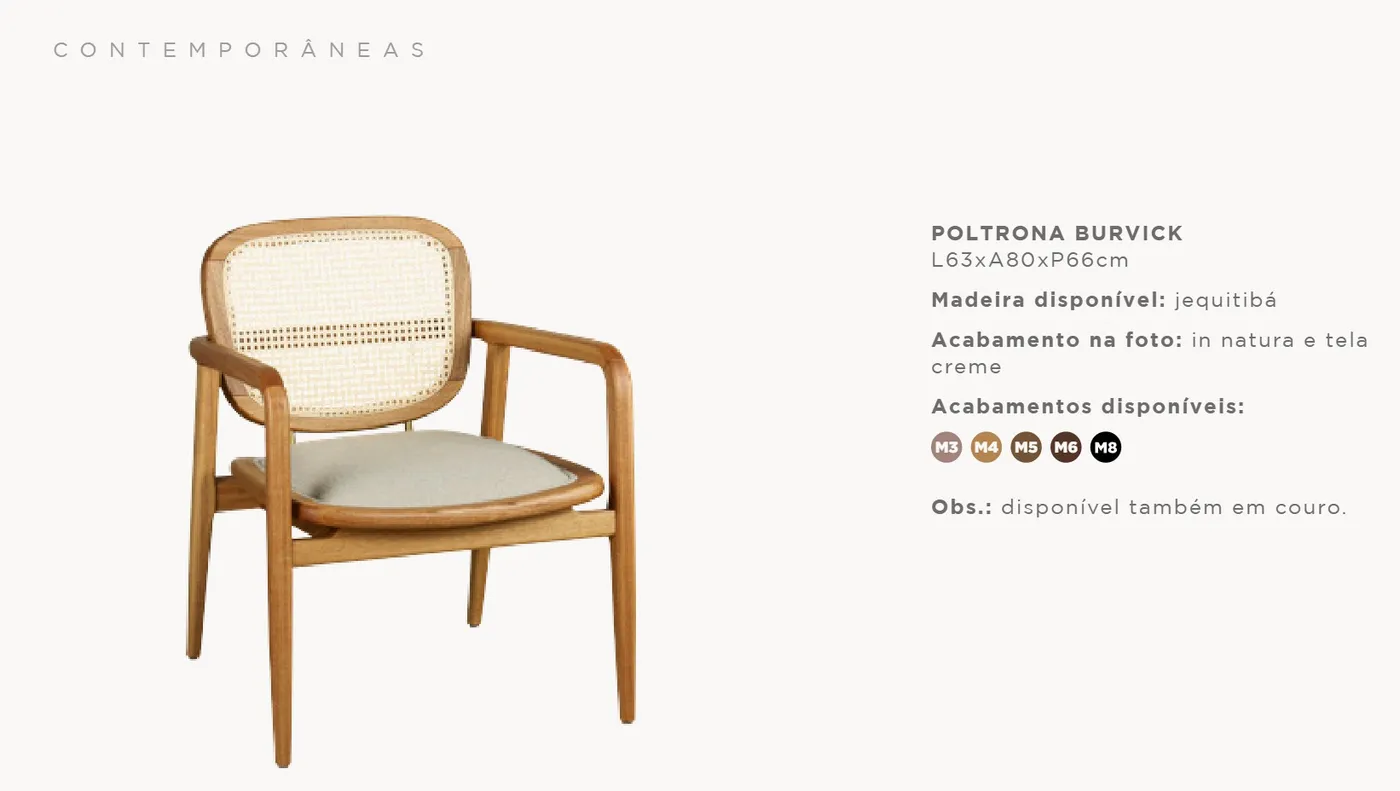 CONTEMPORÂNEAS
POLTRONA BURVICK
L63xA80xP66cm
Madeira disponível: jequitibá
Acabamento na foto: in natura e tela
creme
Acabamentos disponíveis:
M3 M4 M5 M6 M8
Obs.: disponível também em couro.